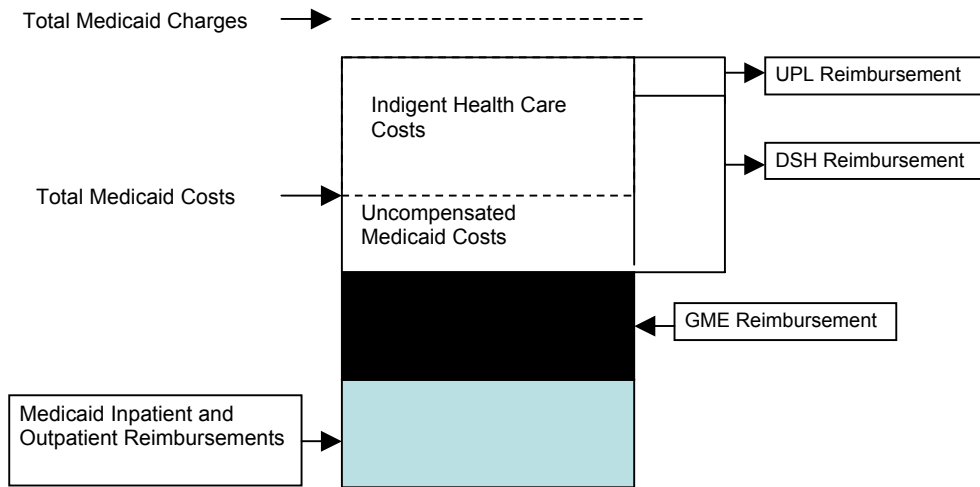 Total Medicaid Charges
UPL Reimbursement
Indigent Health Care
Costs
DSH Reimbursement
Total Medicaid Costs
Uncompensated
Medicaid Costs
GME Reimbursement
Medicaid Inpatient and
Outpatient Reimbursements